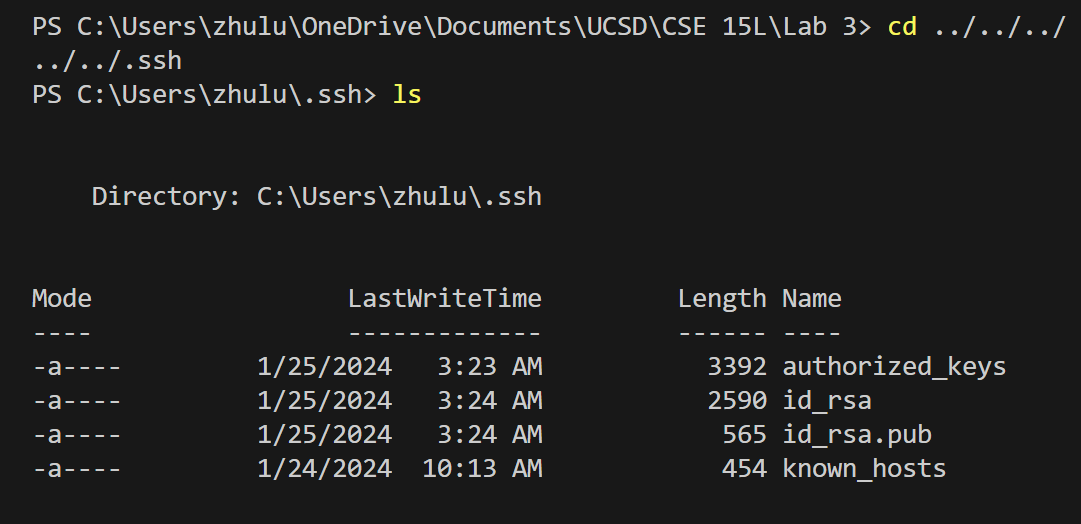 PS C:\Users\zhulu\OneDrive\Documents\UCSD\CSE 15L\Lab 3> cd ../../../
../../.ssh
PS C:\Users\zhulu\.ssh> ls
Directory: C:\Users\zhulu\.ssh
Mode                 LastWriteTime         Length Name
----                 -------------         ------ ----
-a----         1/25/2024   3:23 AM           3392 authorized_keys
-a----         1/25/2024   3:24 AM           2590 id_rsa
-a----         1/25/2024   3:24 AM            565 id_rsa.pub
-a----         1/24/2024  10:13 AM            454 known_hosts